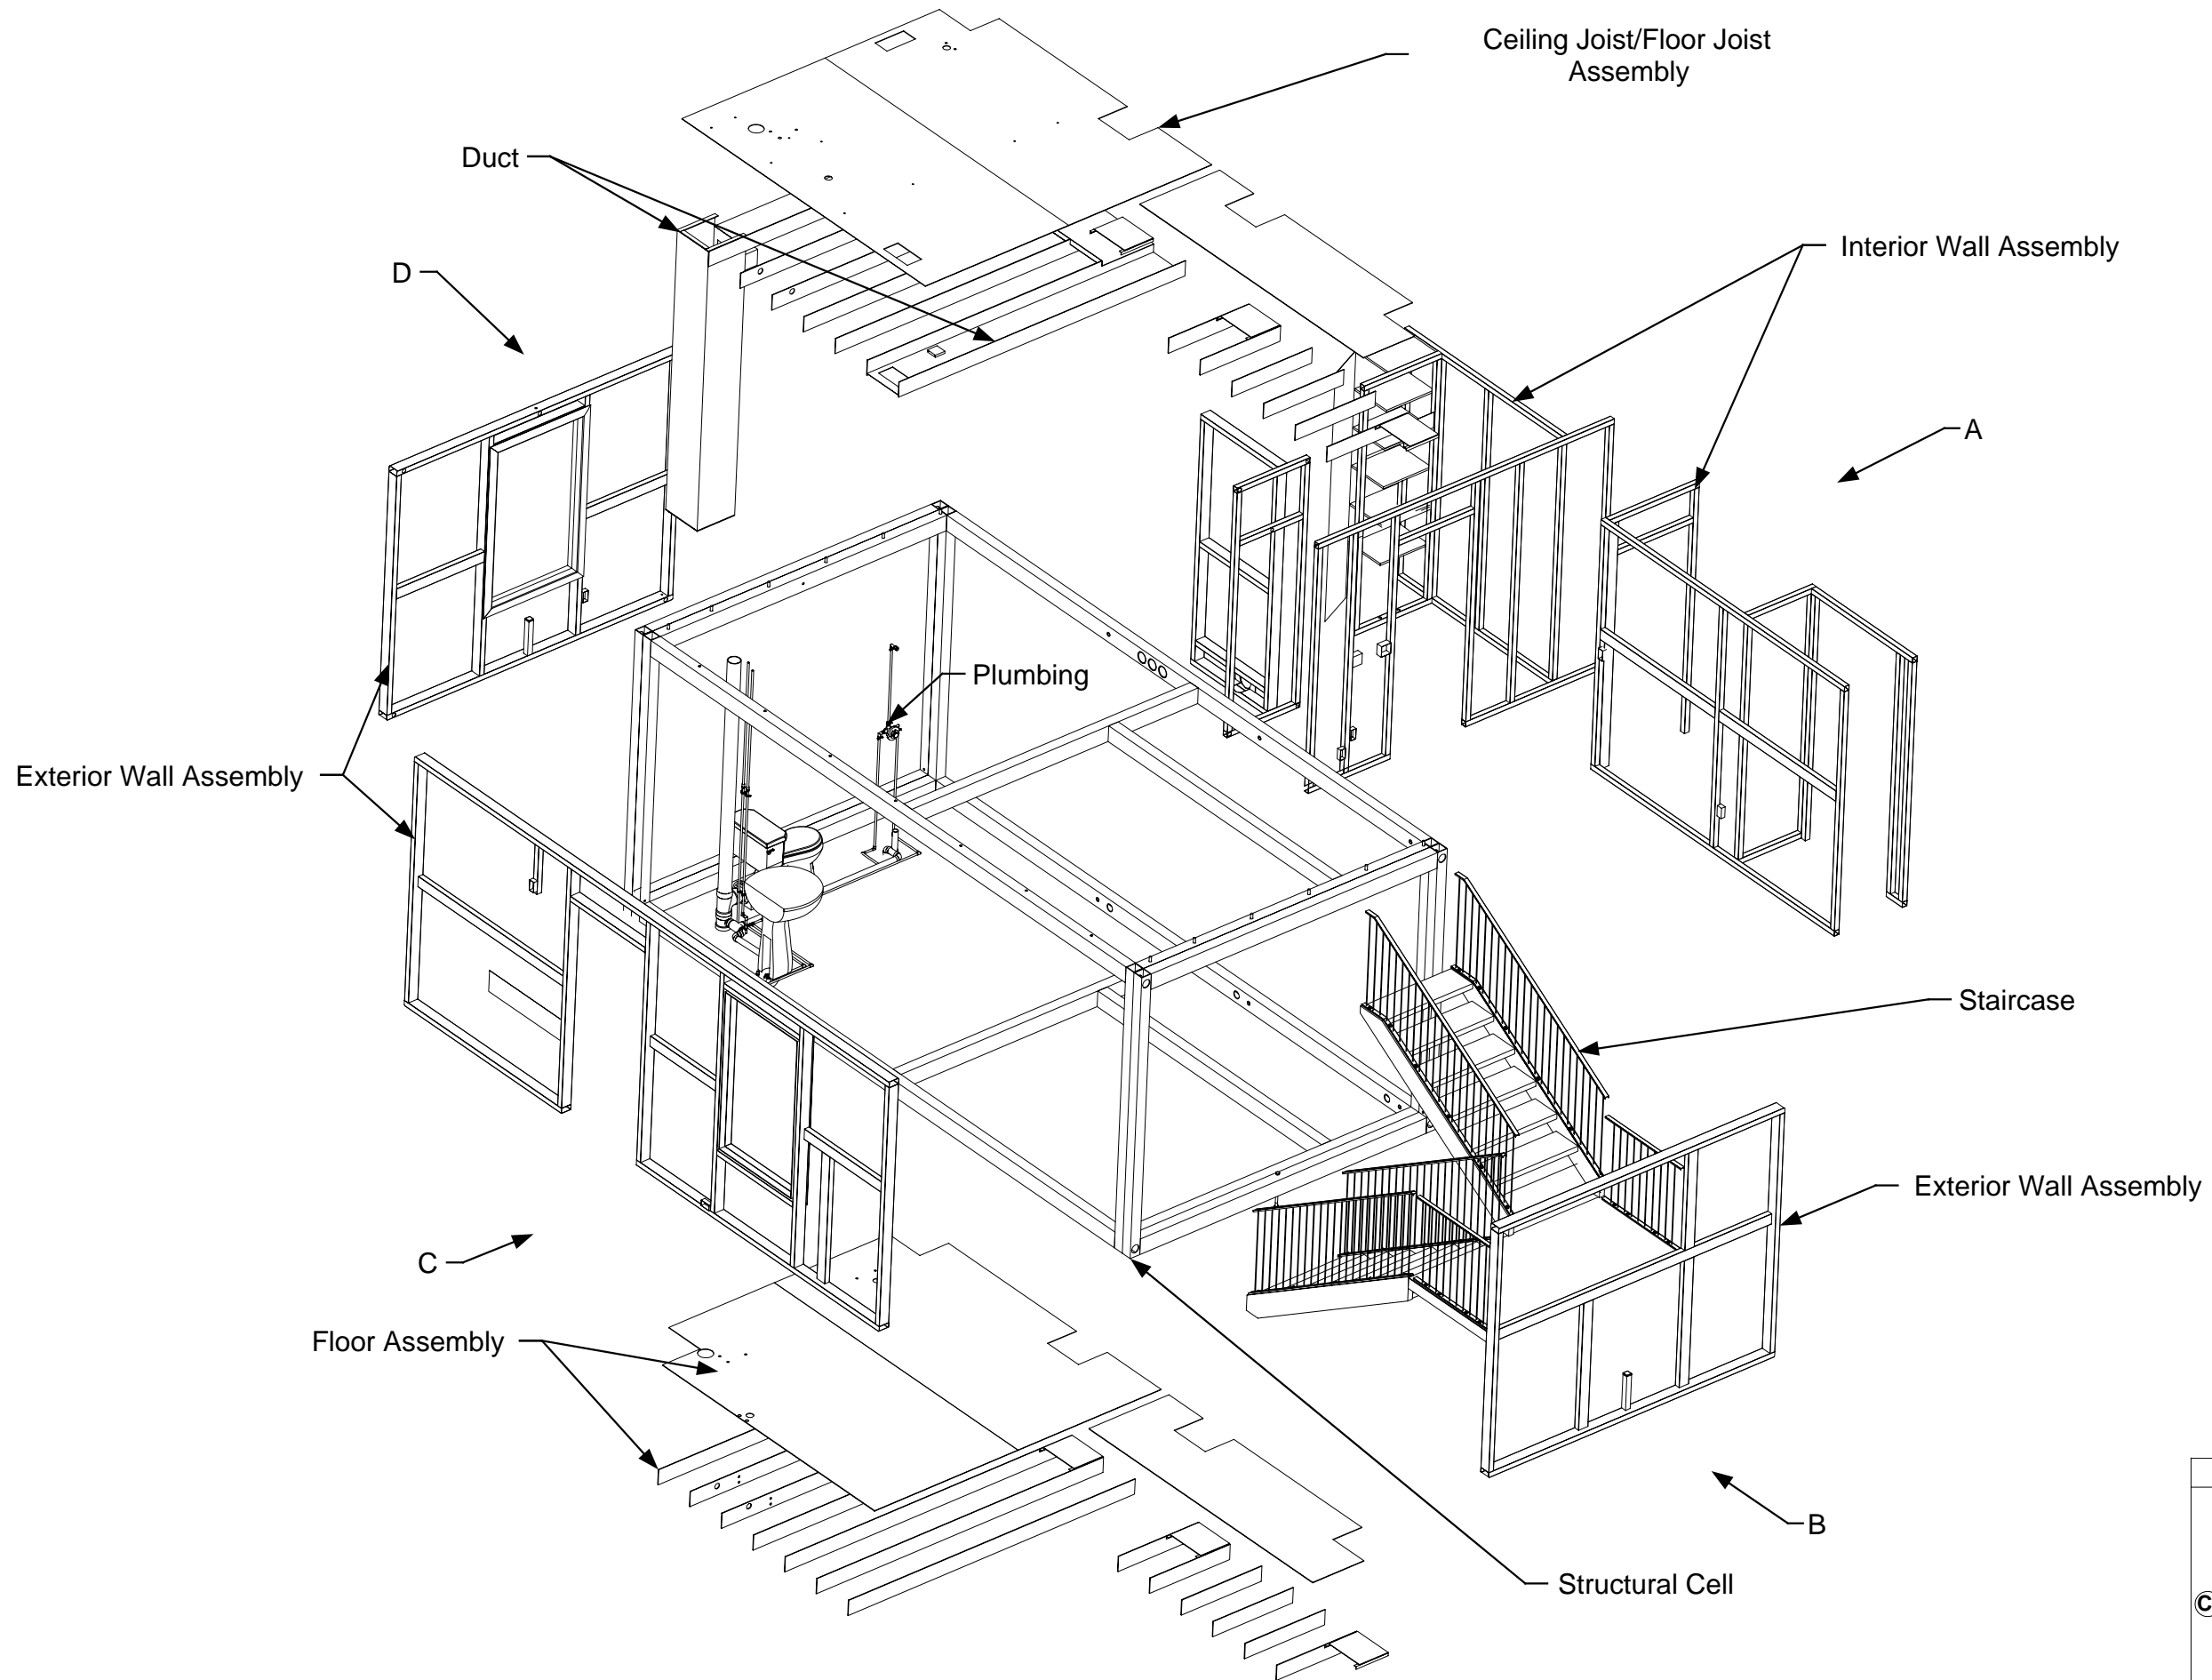 Ceiling Joist/Floor Joist
Assembly
Duct
Interior Wall Assembly
D
A
Plumbing
Exterior Wall Assembly
Staircase
Exterior Wall Assembly
C
Floor Assembly
B
Structural Cell
C